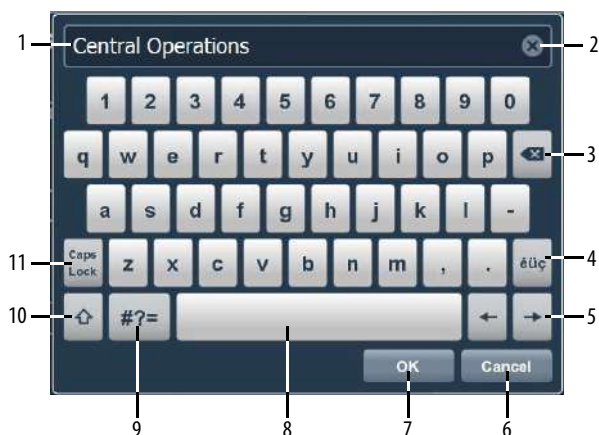 1 Central Operations 2
1 2 3 4 5 6 7 8 9 0
q w e r t y u i o p 3
a s d f g h j k l -
11 Caps Lock z x c v b n m , . éüç 4
10 #?= ← → 5
OK Cancel
9 8 7 6